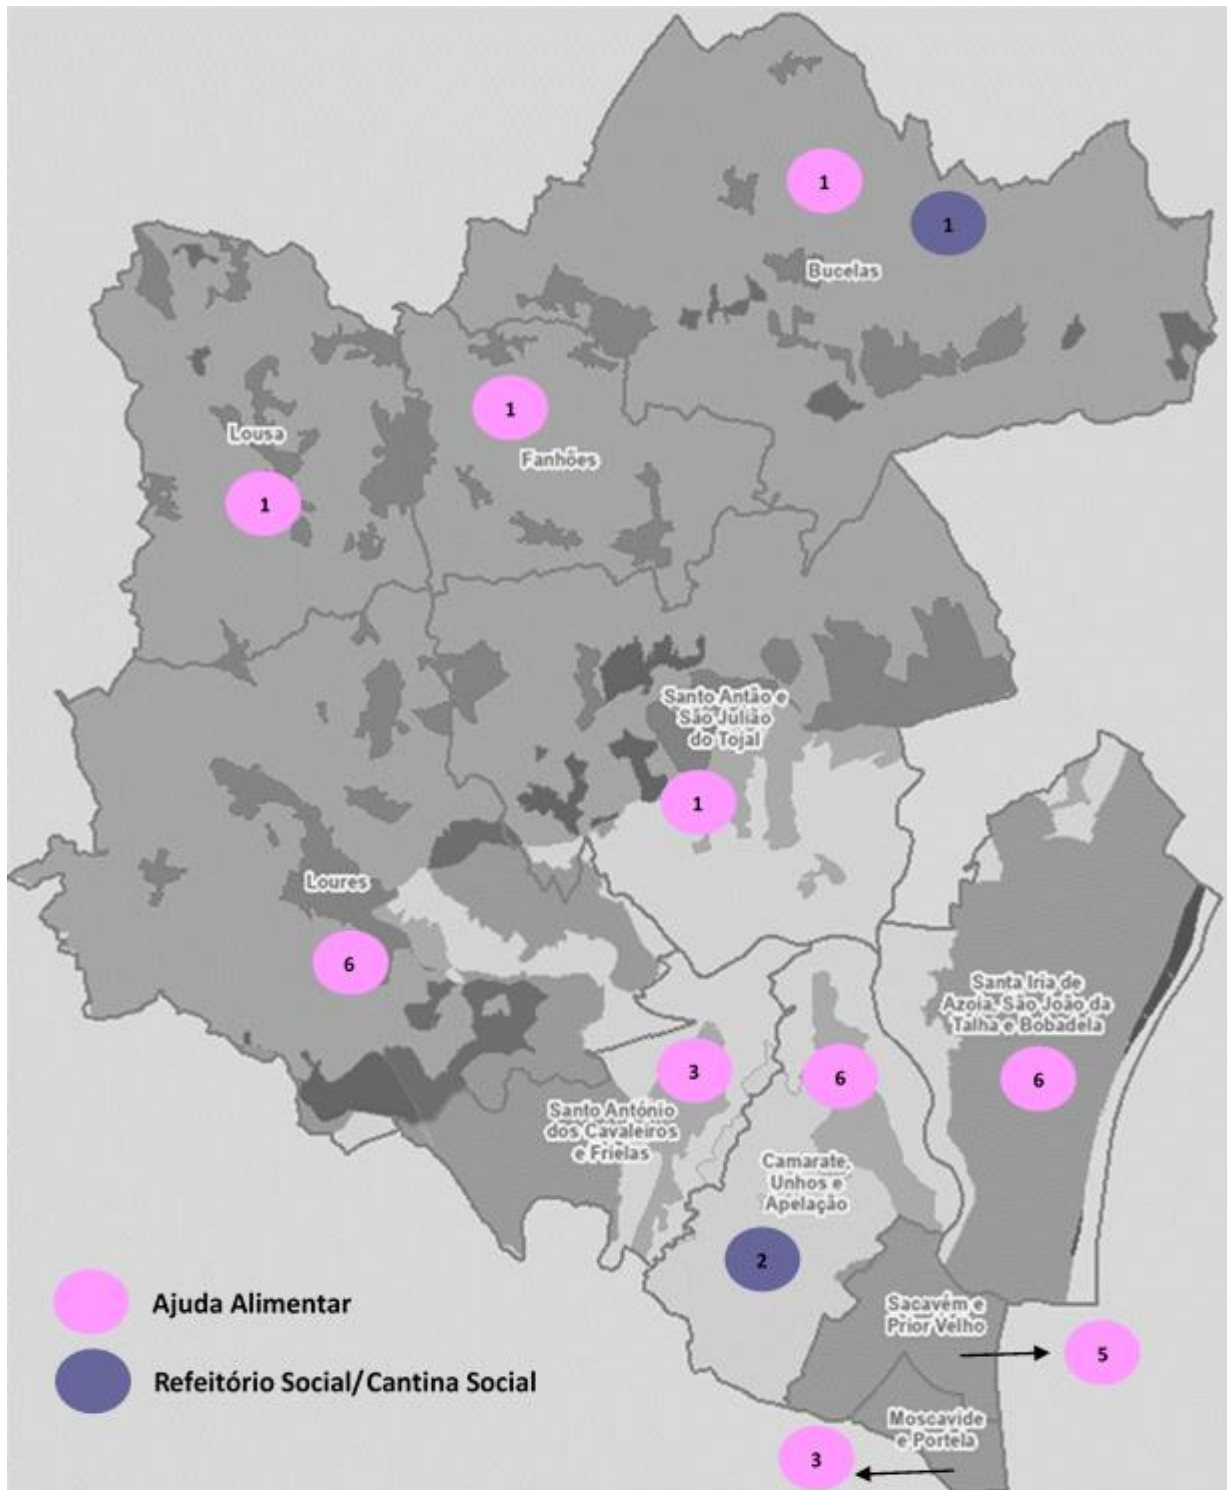 1
1
Bucelas
1
Fanhões
Lousa
1
Santo Antão e
São Julião
do Tojal
1
Loures
6
Santa Iria de
Azoia, São João da
Talha e Bobadela
6
3
Santo António
dos Cavaleiros
e Frielas
6
Camarate,
Unhos e
Apelação
2
Sacavém e
Prior Velho
5
Moscavide
e Portela
3
Ajuda Alimentar
Refeitório Social/Cantina Social